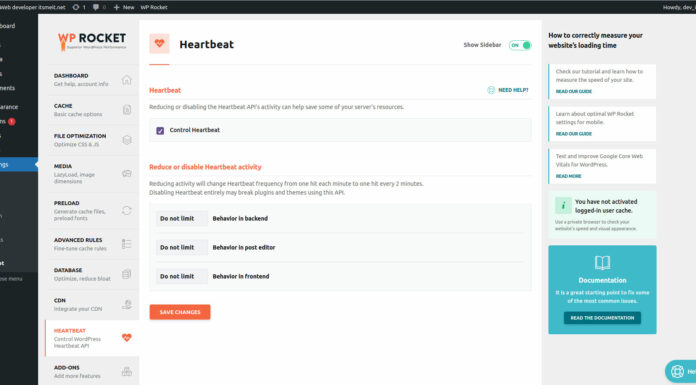 Web developer itsmeit.net
1
0
New
WP Rocket
Howdy, dev_i
WP ROCKET
Superior WordPress Performance
DASHBOARD
Get help, account info
CACHE
Basic cache options
FILE OPTIMIZATION
Optimize CSS & JS
MEDIA
LazyLoad, image
dimensions
PRELOAD
Generate cache files,
preload fonts
ADVANCED RULES
Fine-tune cache rules
DATABASE
Optimize, reduce bloat
CDN
Integrate your CDN
HEARTBEAT
Control WordPress
Heartbeat API
ADD-ONS
Add more features
Heartbeat
Show Sidebar
ON
Heartbeat
NEED HELP?
Reducing or disabling the Heartbeat API's activity can help save some of your server's resources.
Control Heartbeat
Reduce or disable Heartbeat activity
Reducing activity will change Heartbeat frequency from one hit each minute to one hit every 2 minutes.
Disabling Heartbeat entirely may break plugins and themes using this API.
Do not limit Behavior in backend
Do not limit Behavior in post editor
Do not limit Behavior in frontend
SAVE CHANGES
How to correctly measure your
website's loading time
Check our tutorial and learn how to
measure the speed of your site.
READ OUR GUIDE
Learn about optimal WP Rocket
settings for mobile.
READ OUR GUIDE
Test and Improve Google Core Web
Vitals for WordPress.
READ MORE
You have not activated
logged-in user cache.
Use a private browser to check your
website's speed and visual appearance.
Documentation
It is a great starting point to fix some
of the most common issues.
READ THE DOCUMENTATION